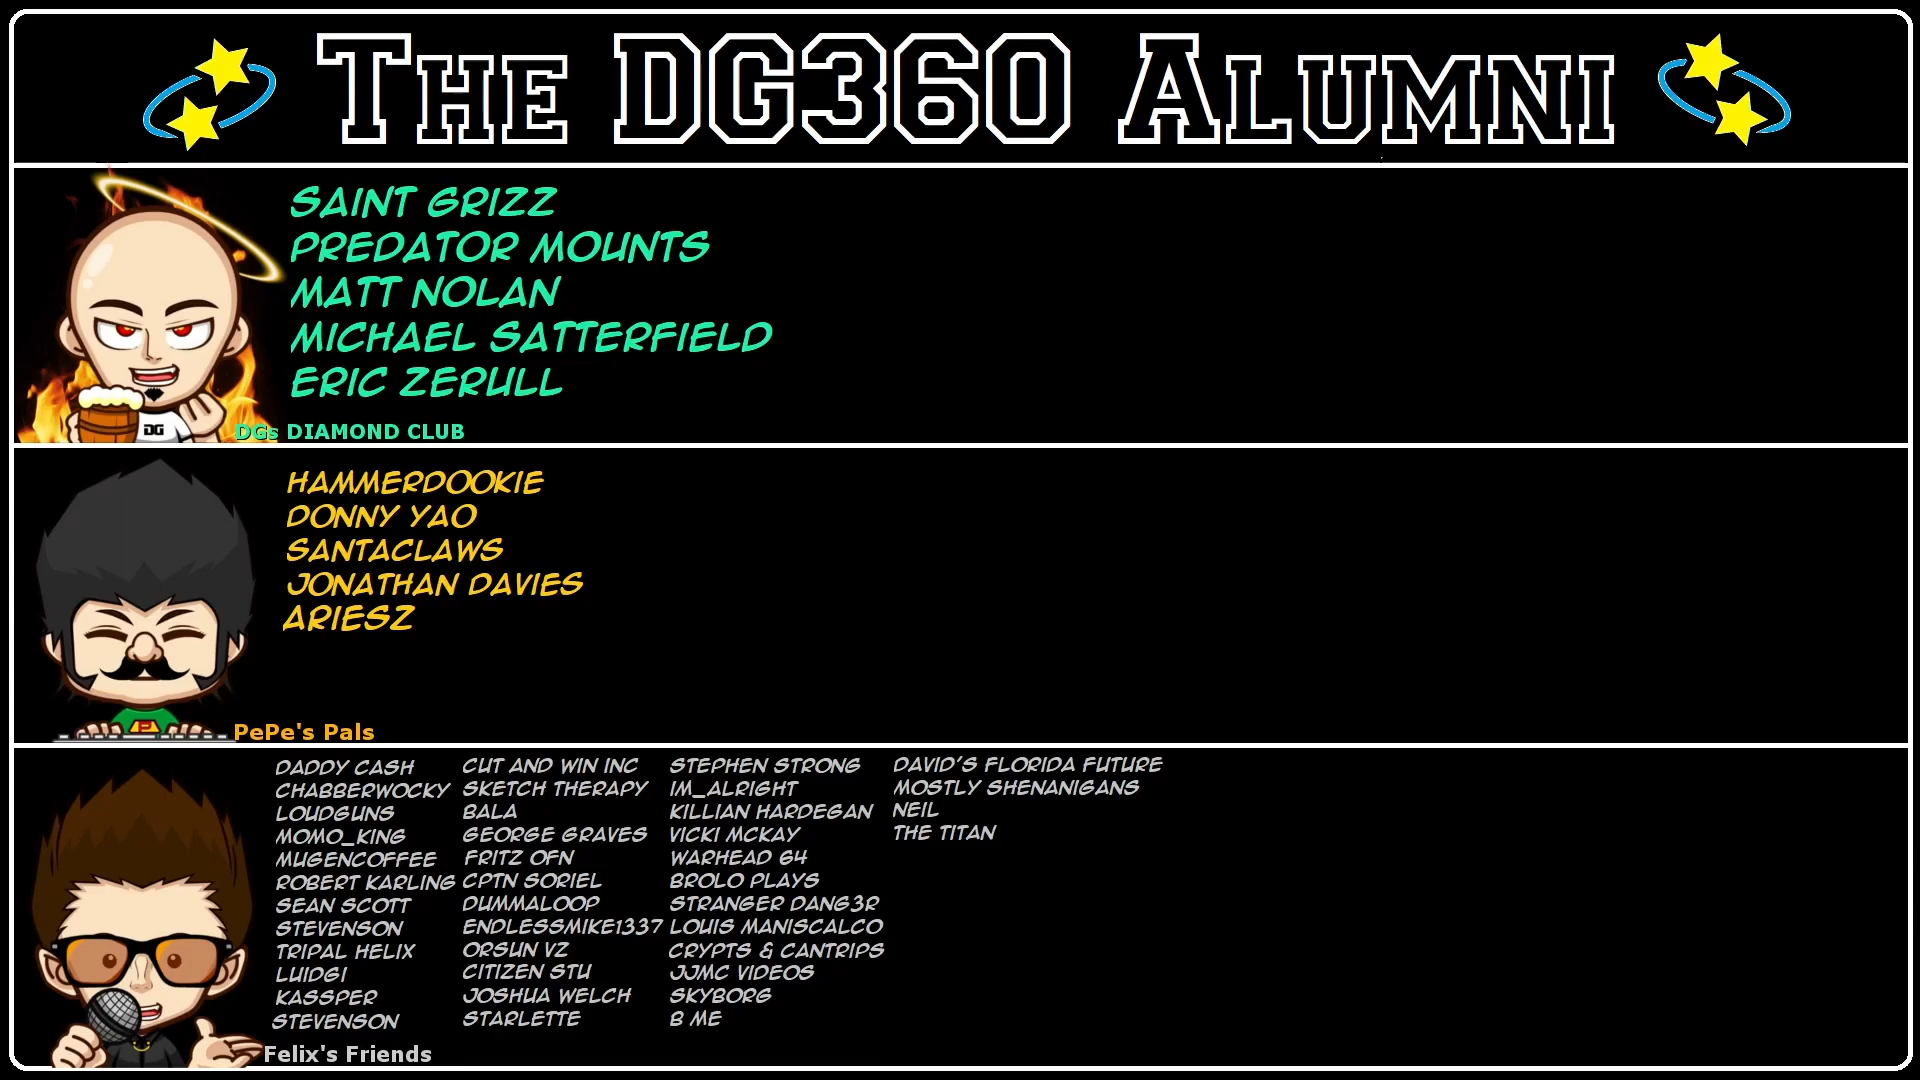 THE DG360 ALUMNI
SAINT GRIZZ
PREDATOR MOUNTS
MATT NOLAN
MICHAEL SATTERFIELD
ERIC ZERULL
DG
DGs DIAMOND CLUB
HAMMERDOOKIE
DONNY YAO
SANTACLAWS
JONATHAN DAVIES
ARIESZ
PePe's Pals
DADDY CASH
CHABBERWOCKY
LOUDGUNS
MOMO_KING
MUGENCOFFEE
ROBERT KARLING
SEAN SCOTT
STEVENSON
TRIPAL HELIX
LUIDGI
KASSPER
STEVENSON
CUT AND WIN INC
SKETCH THERAPY
BALA
GEORGE GRAVES
FRITZ OFN
CPTN SORIEL
DUMMALOOP
ENDLESSMIKE1337
ORSUN VZ
CITIZEN STU
JOSHUA WELCH
STARLETTE
STEPHEN STRONG
IM_ALRIGHT
KILLIAN HARDEGAN
VICKI MCKAY
WARHEAD 64
BROLO PLAYS
STRANGER DANG3R
LOUIS MANISCALCO
CRYPTS & CANTRIPS
JJMC VIDEOS
SKYBORG
B ME
DAVID'S FLORIDA FUTURE
MOSTLY SHENANIGANS
NEIL
THE TITAN
Felix's Friends